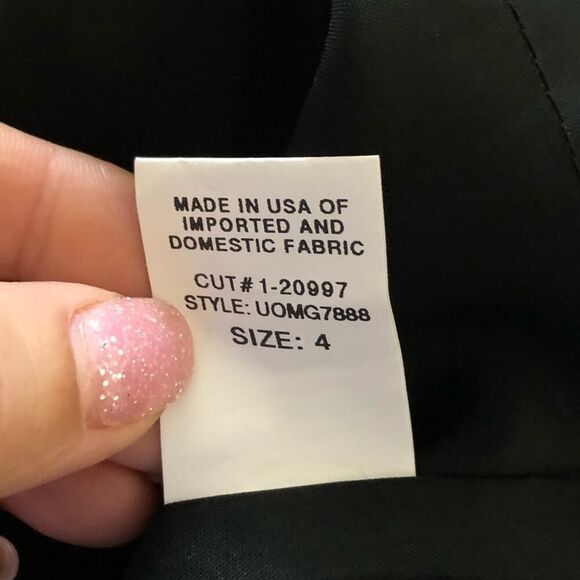 MADE IN USA OF
IMPORTED AND
DOMESTIC FABRIC
CUT# 1-20997
STYLE: UOMG7888
SIZE: 4